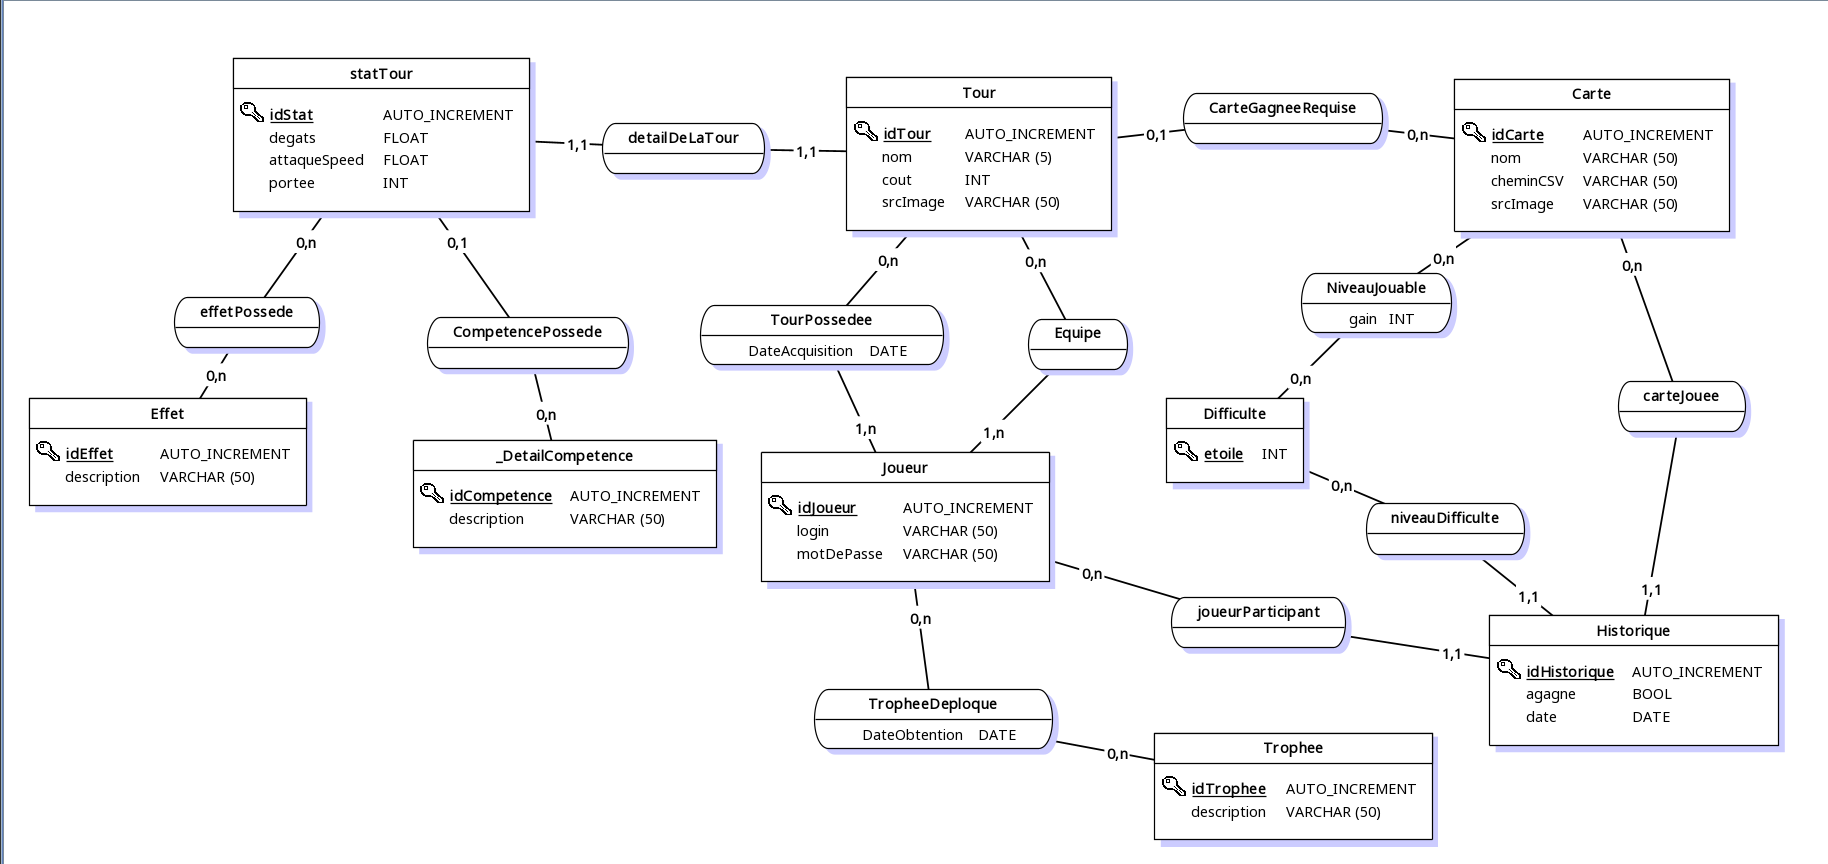 statTour
idStat AUTO_INCREMENT
degats FLOAT
attaqueSpeed FLOAT
portee INT
1,1
detailDeLaTour
1,1
Tour
idTour AUTO_INCREMENT
nom VARCHAR (5)
cout INT
srcImage VARCHAR (50)
0,1
CarteGagneeRequise
0,n
Carte
idCarte AUTO_INCREMENT
nom VARCHAR (50)
cheminCSV VARCHAR (50)
srcImage VARCHAR (50)
0,n
0,1
0,n
0,n
0,n
0,n
effetPossede
CompetencePossede
TourPossedee
DateAcquisition DATE
Equipe
NiveauJouable
gain INT
0,n
0,n
1,n
1,n
0,n
carteJouee
Effet
idEffet AUTO_INCREMENT
description VARCHAR (50)
_DetailCompetence
idCompetence AUTO_INCREMENT
description VARCHAR (50)
Joueur
idJoueur AUTO_INCREMENT
login VARCHAR (50)
motDePasse VARCHAR (50)
Difficulte
etoile INT
0,n
niveauDifficulte
1,1
1,1
0,n
joueurParticipant
1,1
Historique
idHistorique AUTO_INCREMENT
agagne BOOL
date DATE
0,n
TropheeDeploque
DateObtention DATE
0,n
Trophee
idTrophee AUTO_INCREMENT
description VARCHAR (50)